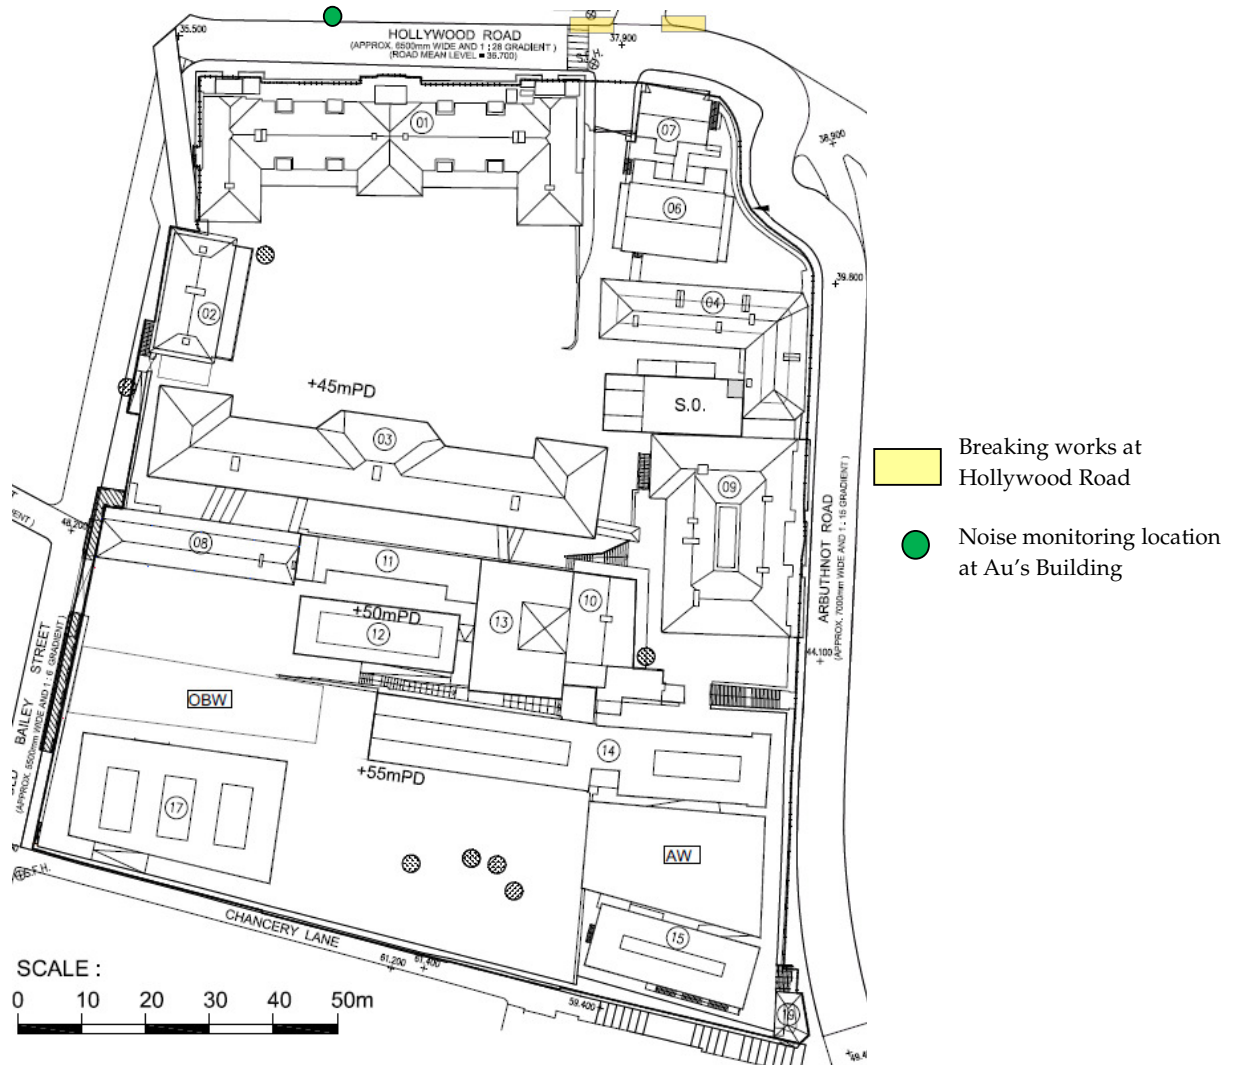 35.500
HOLLYWOOD ROAD
(APPROX. 6500mm WIDE AND 1 : 28 GRADIENT )
(ROAD MEAN LEVEL = 36.700)
37.900
S.F.H.
01
07
38.900
06
39.800
02
04
+45mPD
S.O.
03
09
Breaking works at
Hollywood Road
Noise monitoring location
at Au's Building
ARBUTHNOT ROAD
(APPROX. 7000mm WIDE AND 1 : 15 GRADIENT )
48.200
08
11
10
+50mPD
12
13
44.100
BAILEY STREET
(APPROX. 5500mm WIDE AND 1 : 6 GRADIENT )
OBW
14
+55mPD
17
AW
S.F.H.
CHANCERY LANE
15
61.200
61.400
59.400
19
SCALE :
0 10 20 30 40 50m